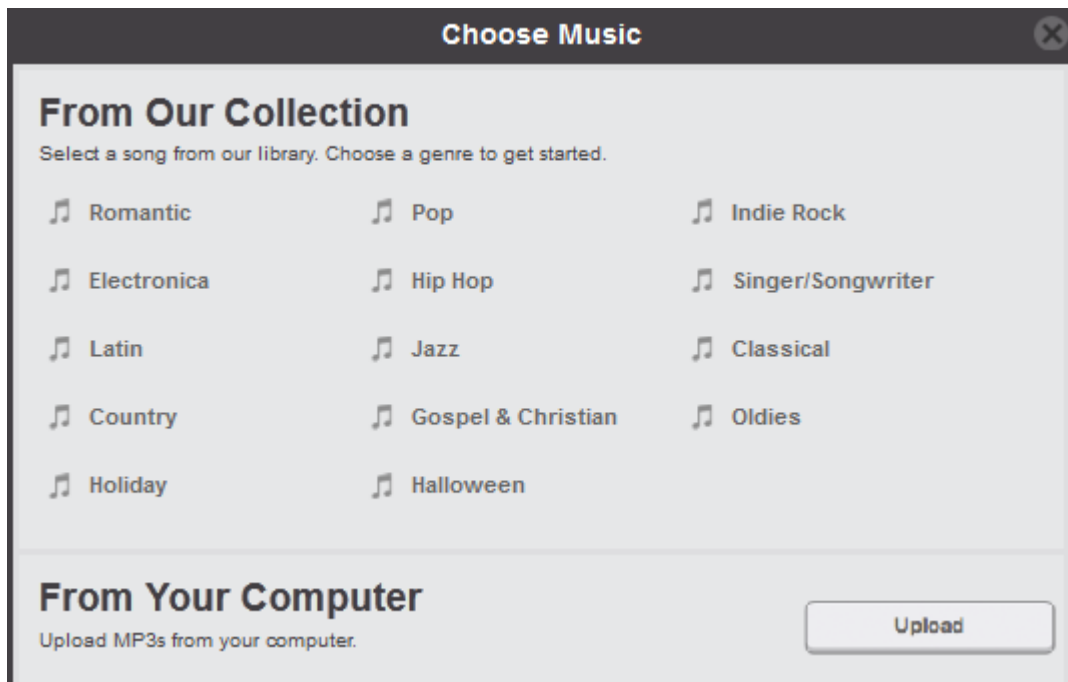 Choose Music
From Our Collection
Select a song from our library. Choose a genre to get started.
Romantic Pop Indie Rock
Electronica Hip Hop Singer/Songwriter
Latin Jazz Classical
Country Gospel & Christian Oldies
Holiday Halloween
From Your Computer
Upload MP3s from your computer.
Upload